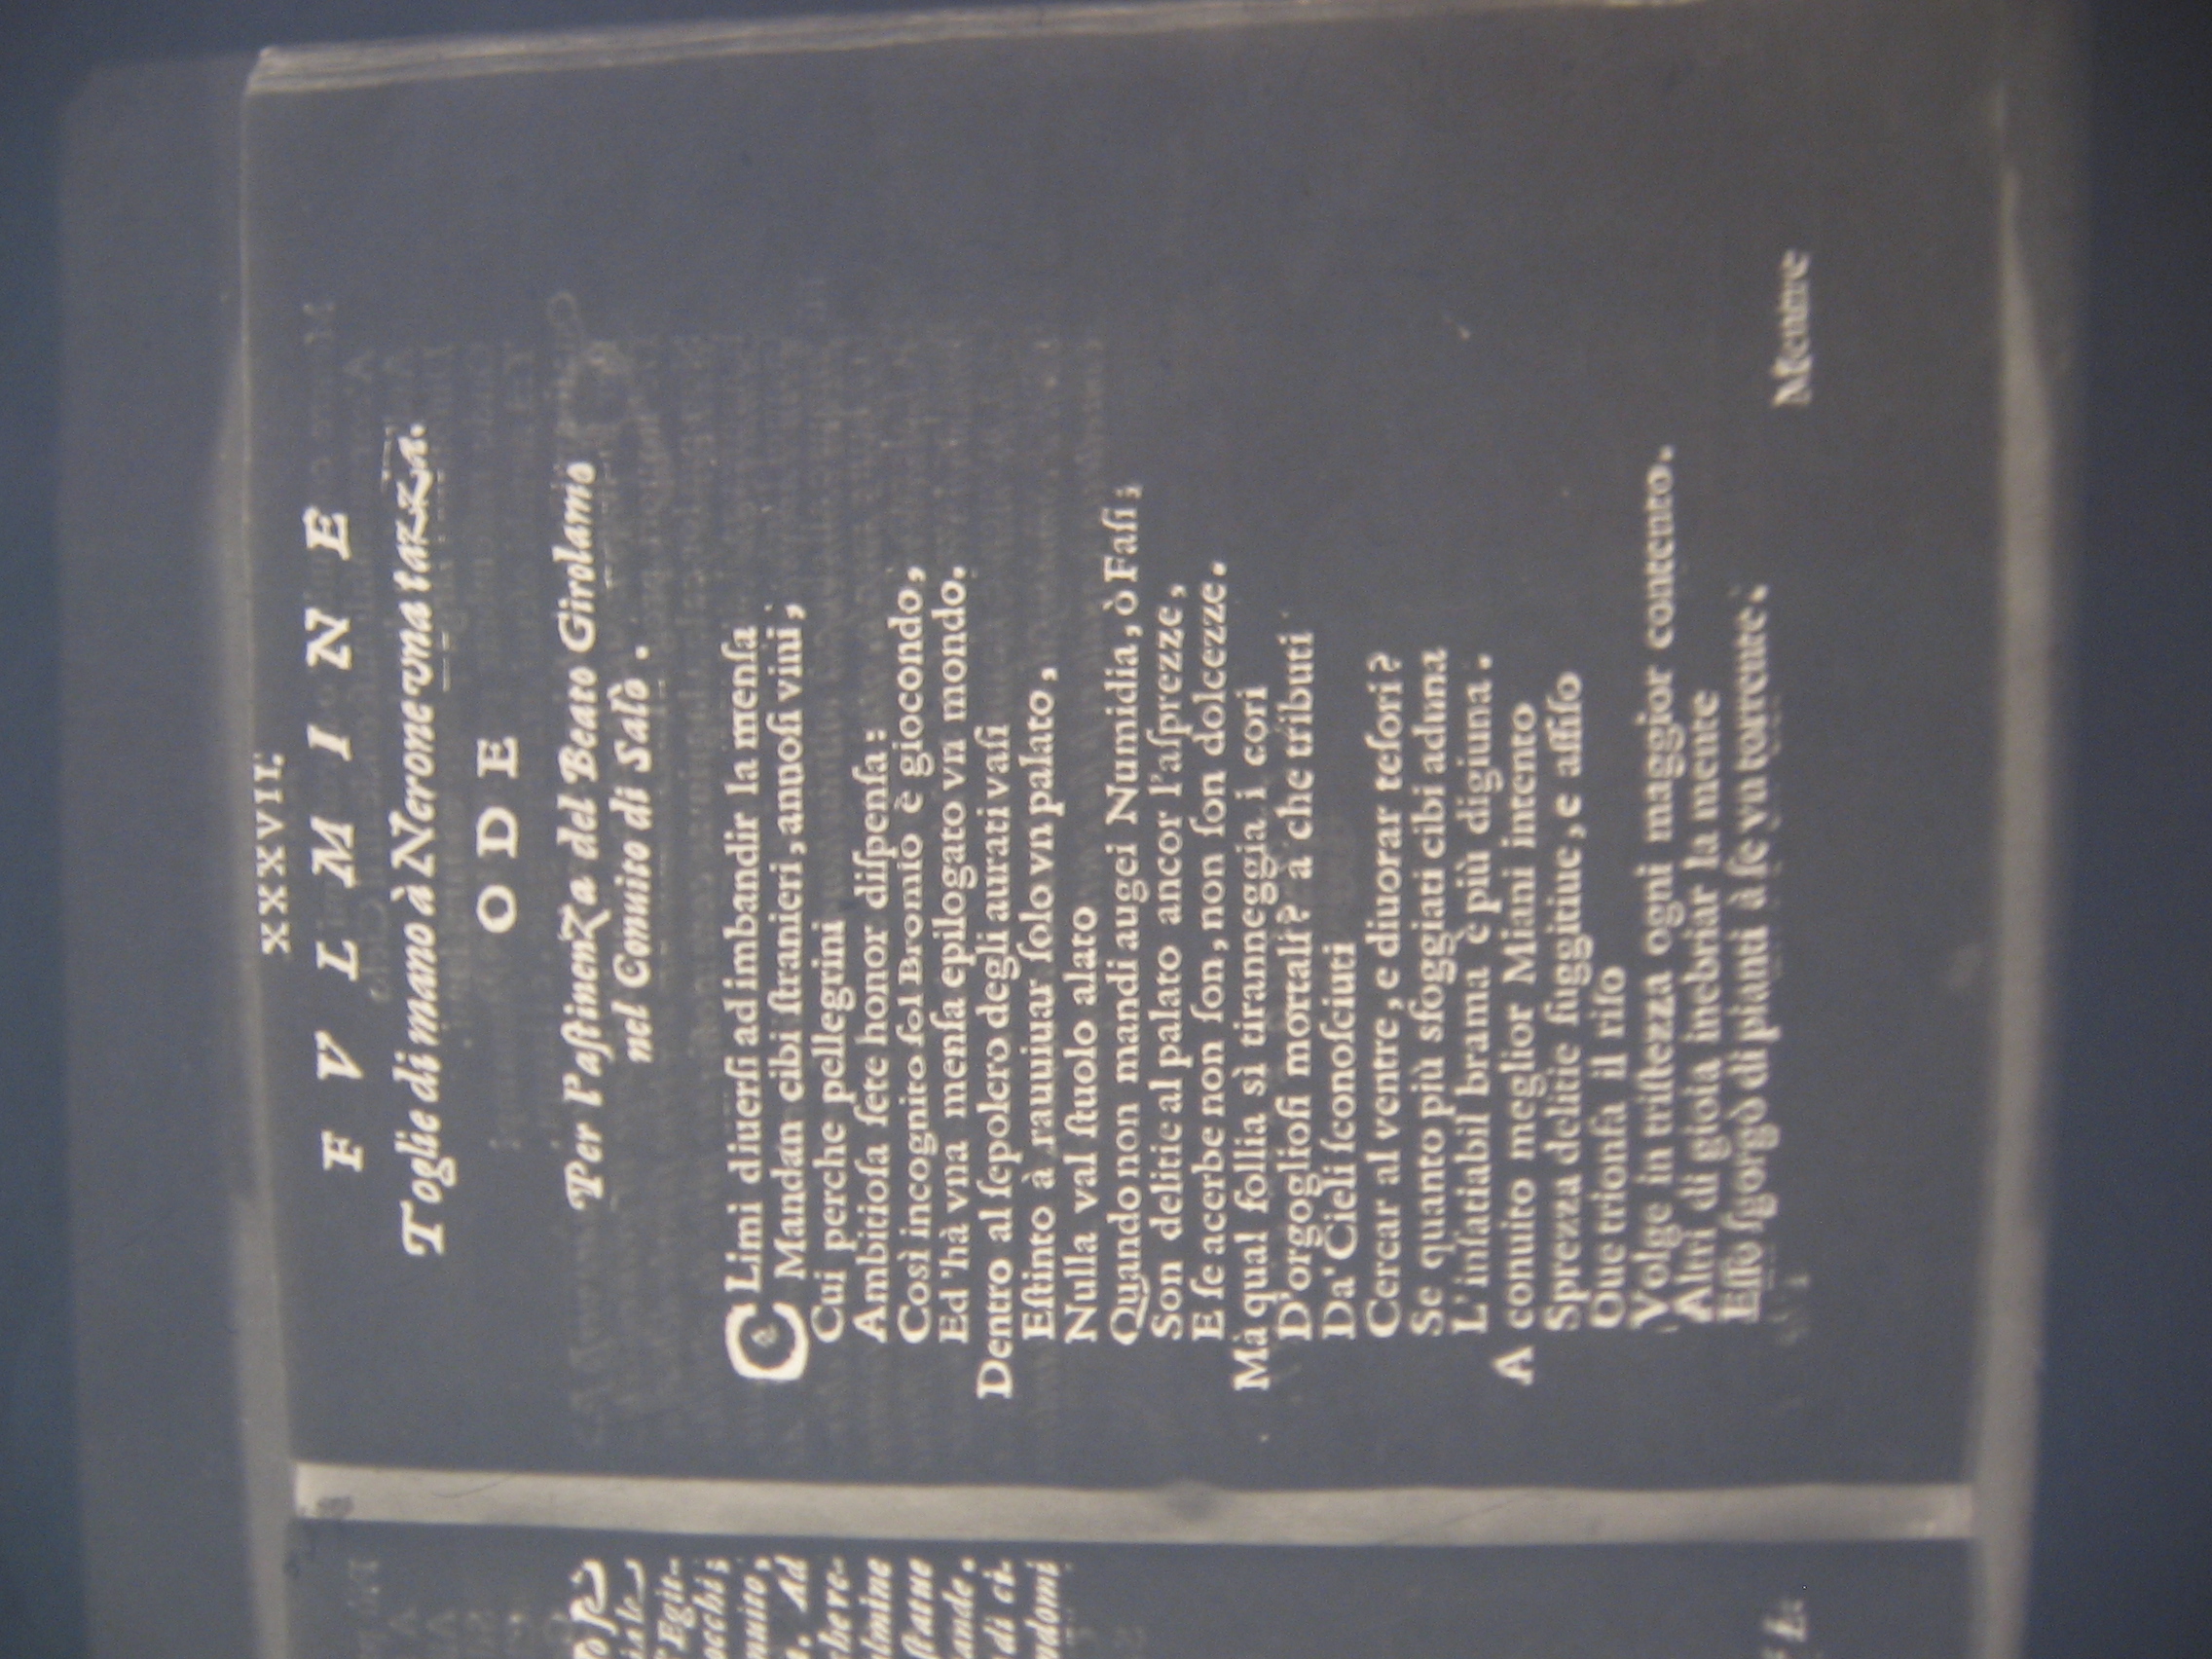 XXXVII.
FVLMINE
Toglie di mano à Nerone vna tazza.
ODE
Per l'astinenza del Beato Girolamo
nel Conuito di Salò.
CLimi diuerſi ad imbandir la menſa
Mandan cibi ſtranieri, annoſi vini,
Cui perche pellegrini
Ambitioſa ſete honor diſpenſa:
Così incognito ſol Bromio è giocondo,
Ed'hà vna menſa epilogato vn mondo.
Dentro al ſepolcro degli aurati vaſi
Eſtinto à rauuiuar ſolo vn palato,
Nulla val ſtuolo alato
Quando non mandi augei Numidia, ò Faſi;
Son delitie al palato ancor l'aſprezze,
E ſe acerbe non ſon, non ſon dolcezze.
Mà qual follia sì tiranneggia i cori
D'orgoglioſi mortali? a che tributi
Da' Cieli ſconoſciuti
Cercar al ventre, e diuorar teſori?
Se quanto più sfoggiati cibi aduna
L'inſatiabil brama è più digiuna.
A conuito meglior Miani intento
Sprezza delitie fuggitiue, e aſſiſo
Oue trionfa il riſo
Volge in triſtezza ogni maggior contento.
Altri di gioia inebriar la mente
Eſſo ſgorgò di pianti à ſe vn torrente.
Mentre